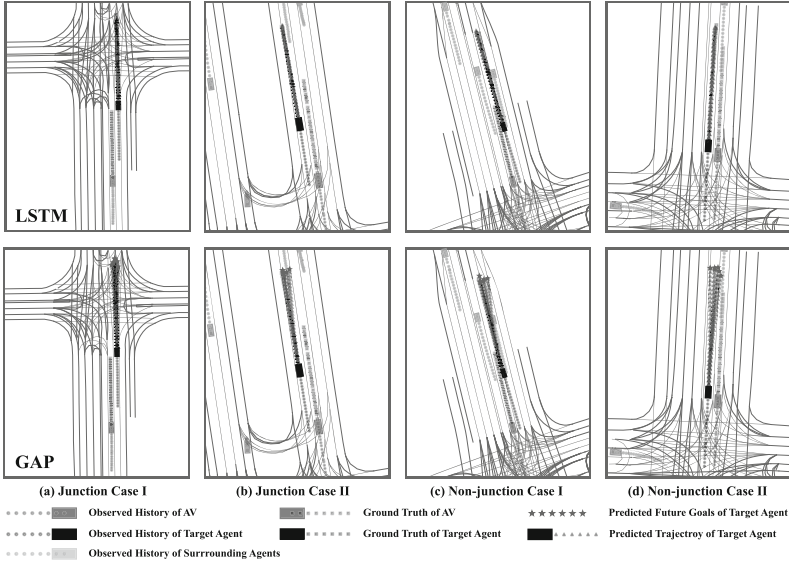 LSTM
GAP
(a) Junction Case I (b) Junction Case II (c) Non-junction Case I (d) Non-junction Case II
Observed History of AV Ground Truth of AV Predicted Future Goals of Target Agent
Observed History of Target Agent Ground Truth of Target Agent Predicted Trajectroy of Target Agent
Observed History of Surrrounding Agents